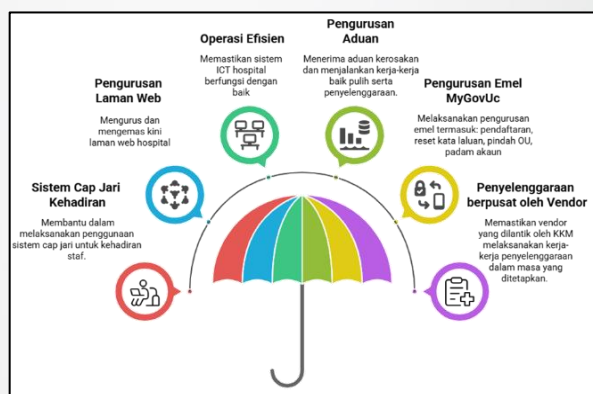 Sistem Cap Jari
Kehadiran
Membantu dalam
melaksanakan penggunaan
sistem cap jari untuk kehadiran
staf.
Pengurusan
Laman Web
Mengurus dan
mengemas kini
laman web hospital
Operasi Efisien
Memastikan sistem
ICT hospital
berfungsi dengan
baik
Pengurusan
Aduan
Menerima aduan kerosakan
dan menjalankan kerja-kerja
baik pulih serta
penyelenggaraan.
Pengurusan Emel
MyGovUc
Melaksanakan pengurusan
emel termasuk: pendaftaran,
reset kata laluan, pindah OU,
padam akaun
Penyelenggaraan
berpusat oleh Vendor
Memastikan vendor
yang dilantik oleh KKM
melaksanakan kerja-
kerja penyelenggaraan
dalam masa yang
ditetapkan.